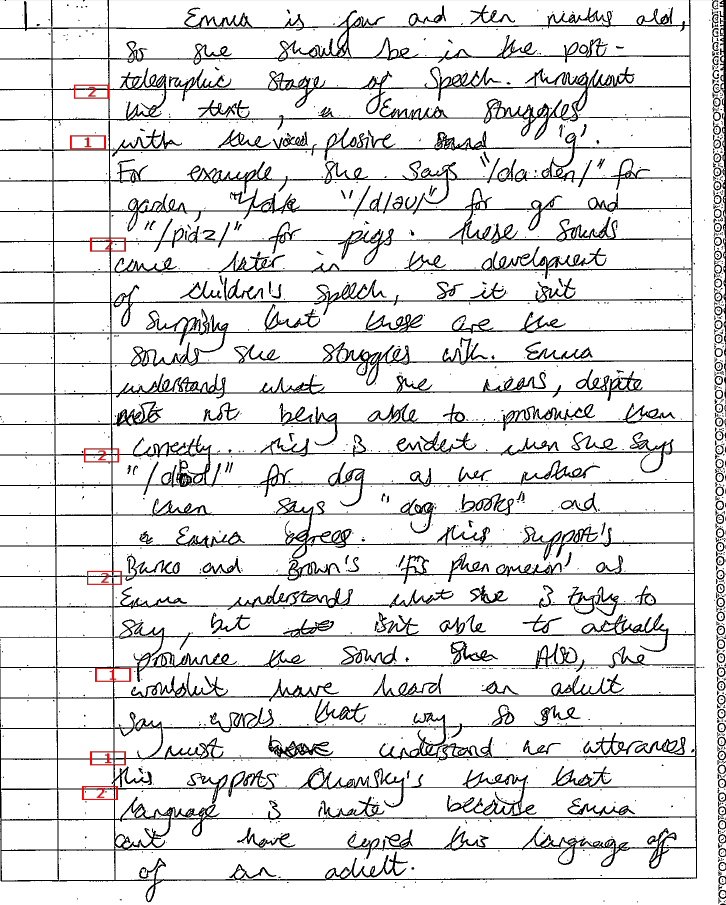 1. Emma is four and ten months old,
so she should be in the post-
2 telegraphic stage of speech. Throughout
the text, Emma struggles
1 with the voiced, plosive sound 'g'.
For example, she says "/da:den/" for
garden, "/dəʊ/" for go and
2 "/pidz/" for pigs. These sounds
come later in the development
of children's speech, so it isn't
surprising that these are the
sounds she struggles with. Emma
understands what she means, despite
not being able to pronounce them
2 correctly. This is evident when she says
"/dɒd/" for dog as her mother
then says "dog books" and
Emma agrees. This support's
2 Burko and Brown's 'fis phenomenon' as
Emma understands what she is trying to
say, but isn't able to actually
pronounce the sound. Also, she
1 wouldn't have heard an adult
say words that way, so she
1 must understand her utterances.
This supports Chomsky's theory that
2 language is innate because Emma
can't have copied this language off
of an adult.